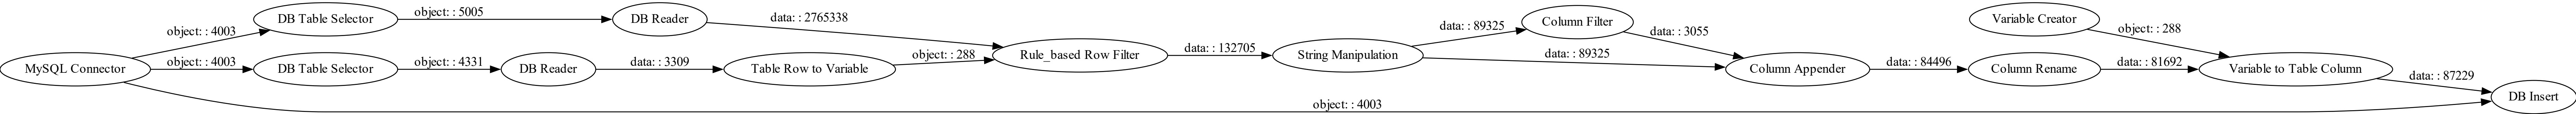 MySQL Connector
object: : 4003
DB Table Selector
object: : 5005
DB Reader
data: : 2765338
object: : 4003
DB Table Selector
object: : 4331
DB Reader
data: : 3309
Table Row to Variable
object: : 288
Rule_based Row Filter
data: : 132705
String Manipulation
data: : 89325
Column Filter
data: : 3055
data: : 89325
Column Appender
data: : 84496
Column Rename
data: : 81692
Variable Creator
object: : 288
Variable to Table Column
data: : 87229
DB Insert
object: : 4003